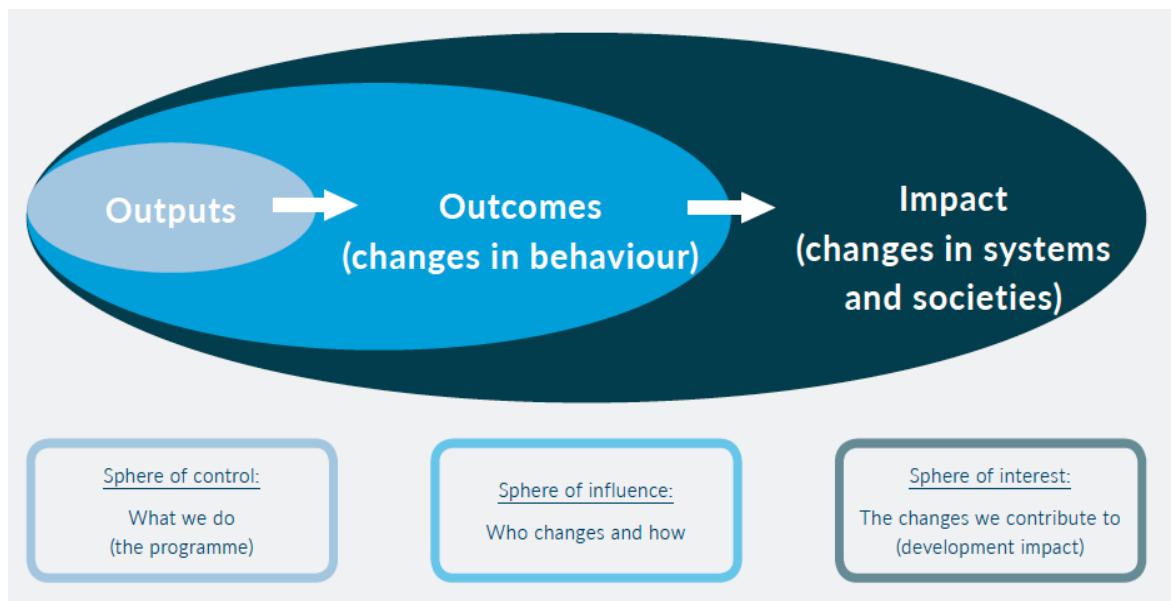 Outputs
Outcomes
(changes in behaviour)
Impact
(changes in systems
and societies)
Sphere of control:
What we do
(the programme)
Sphere of influence:
Who changes and how
Sphere of interest:
The changes we contribute to
(development impact)